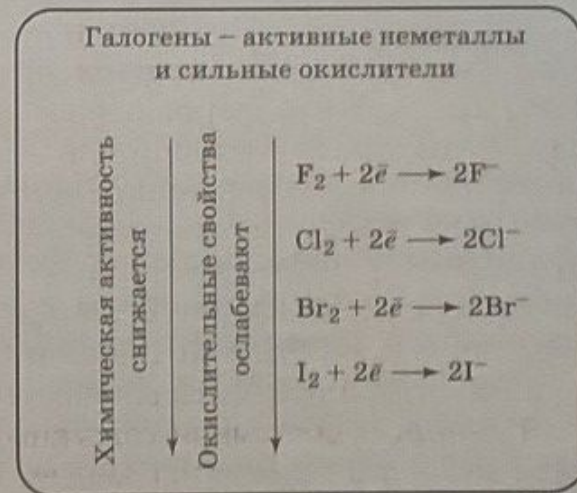 Галогены – активные неметаллы
и сильные окислители
Химическая активность
снижается
Окислительные свойства
ослабевают
F₂ + 2ē ⟶ 2F⁻
Cl₂ + 2ē ⟶ 2Cl⁻
Br₂ + 2ē ⟶ 2Br⁻
I₂ + 2ē ⟶ 2I⁻